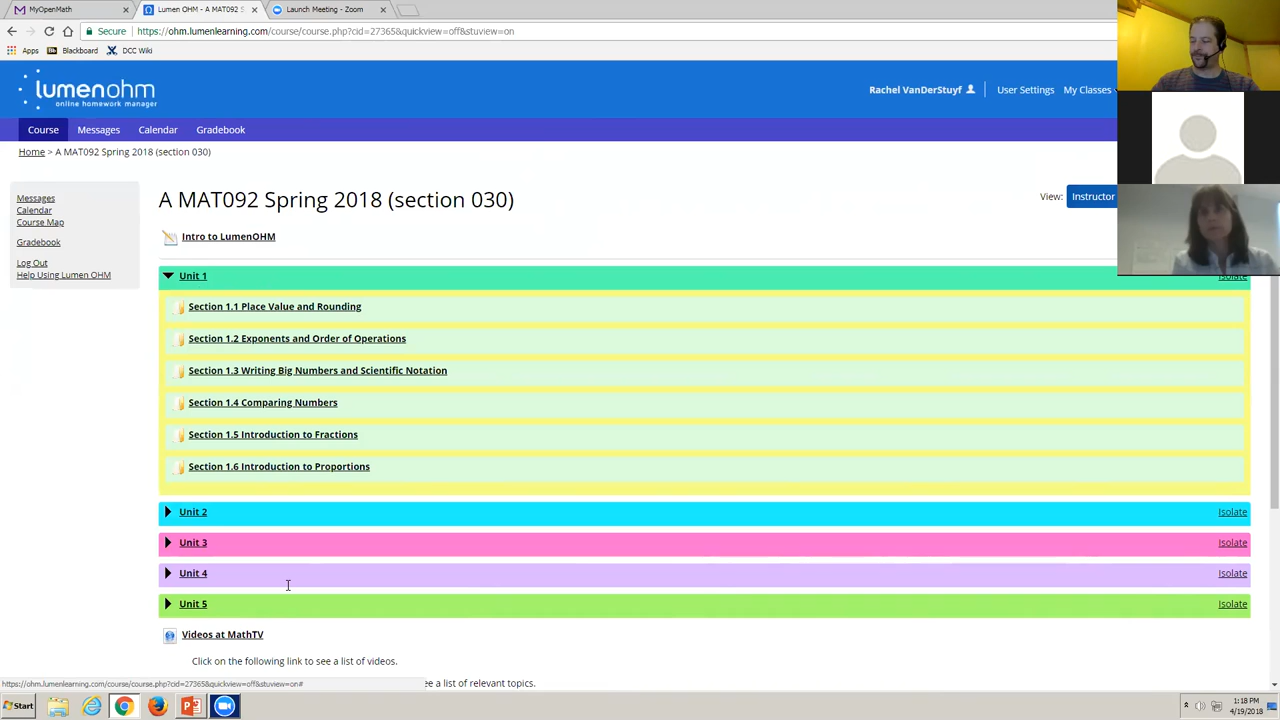 MyOpenMath
Lumen OHM - A MAT092 S
Launch Meeting - Zoom
Secure https://ohm.lumenlearning.com/course/course.php?cid=27365&quickview=off&stuview=on
Apps Blackboard DCC Wiki
lumenohm
online homework manager
Rachel VanDerStuyf User Settings My Classes
Course Messages Calendar Gradebook
Home > A MAT092 Spring 2018 (section 030)
Messages
Calendar
Course Map
Gradebook
Log Out
Help Using Lumen OHM
A MAT092 Spring 2018 (section 030)
View: Instructor
Intro to LumenOHM
Unit 1 Isolate
Section 1.1 Place Value and Rounding
Section 1.2 Exponents and Order of Operations
Section 1.3 Writing Big Numbers and Scientific Notation
Section 1.4 Comparing Numbers
Section 1.5 Introduction to Fractions
Section 1.6 Introduction to Proportions
Unit 2 Isolate
Unit 3 Isolate
Unit 4 Isolate
Unit 5 Isolate
Videos at MathTV
Click on the following link to see a list of videos.
e a list of relevant topics.
https://ohm.lumenlearning.com/course/course.php?cid=27365&quickview=off&stuview=on#
Start
1:18 PM
4/19/2018